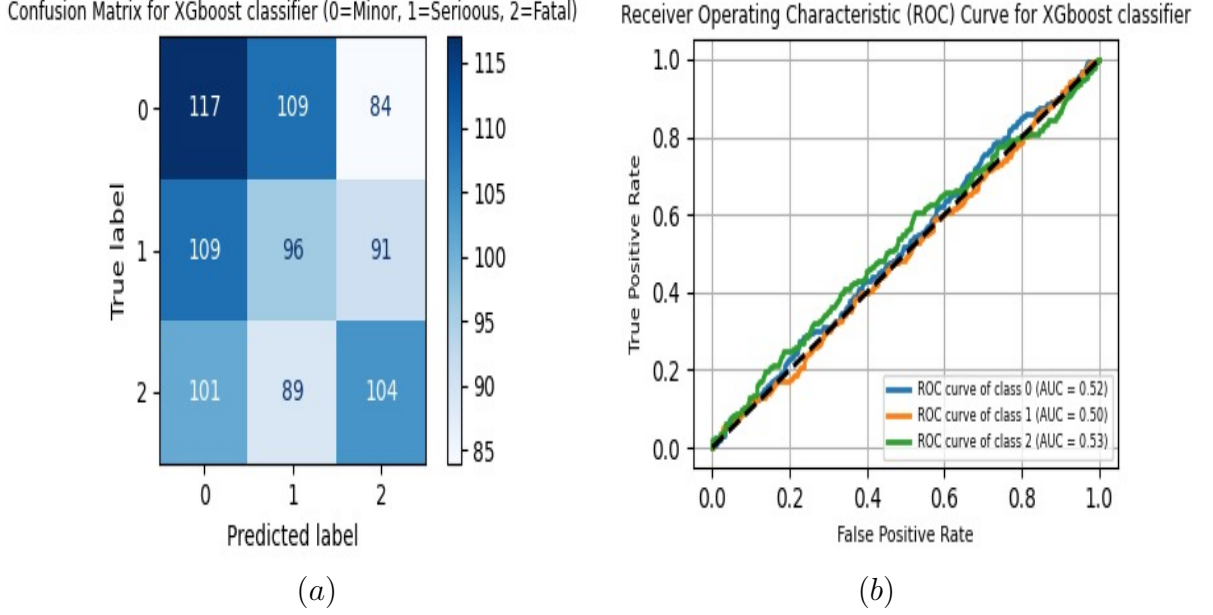 Confusion Matrix for XGboost classifier (0=Minor, 1=Serioous, 2=Fatal)
117 109 84
109 96 91
101 89 104
0
1
2
True label
0 1 2
Predicted label
115
110
105
100
95
90
85
(a)
Receiver Operating Characteristic (ROC) Curve for XGboost classifier
1.0
0.8
0.6
0.4
0.2
0.0
True Positive Rate
ROC curve of class 0 (AUC = 0.52)
ROC curve of class 1 (AUC = 0.50)
ROC curve of class 2 (AUC = 0.53)
0.0 0.2 0.4 0.6 0.8 1.0
False Positive Rate
(b)